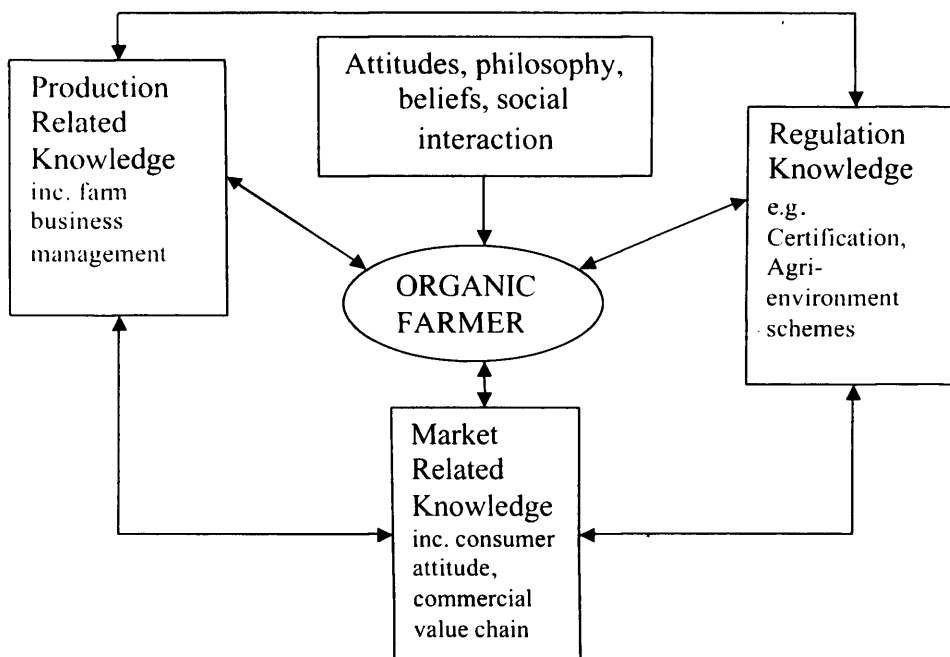 Production
Related
Knowledge
inc. farm
business
management
Attitudes, philosophy,
beliefs, social
interaction
Regulation
Knowledge
e.g.
Certification,
Agri-
environment
schemes
ORGANIC
FARMER
Market
Related
Knowledge
inc. consumer
attitude,
commercial
value chain